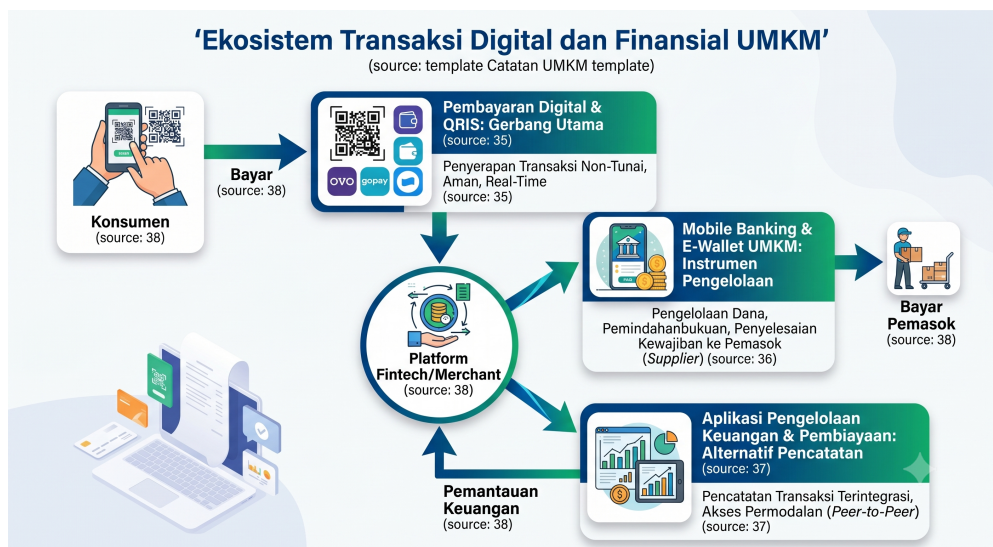 ‘Ekosistem Transaksi Digital dan Finansial UMKM’
(source: template Catatan UMKM template)
Konsumen
(source: 38)
Bayar
(source: 38)
OVO
gopay
Pembayaran Digital &
QRIS: Gerbang Utama
(source: 35)
Penyerapan Transaksi Non-Tunai,
Aman, Real-Time
(source: 35)
Platform
Fintech/Merchant
(source: 38)
Mobile Banking &
E-Wallet UMKM:
Instrumen
Pengelolaan
Pengelolaan Dana,
Pemindahbukuan, Penyelesaian
Kewajiban ke Pemasok
(Supplier) (source: 36)
Bayar
Pemasok
(source: 38)
Aplikasi Pengelolaan
Keuangan & Pembiayaan:
Alternatif Pencatatan
(source: 37)
Pencatatan Transaksi Terintegrasi,
Akses Permodalan (Peer-to-Peer)
(source: 37)
Pemantauan
Keuangan
(source: 38)